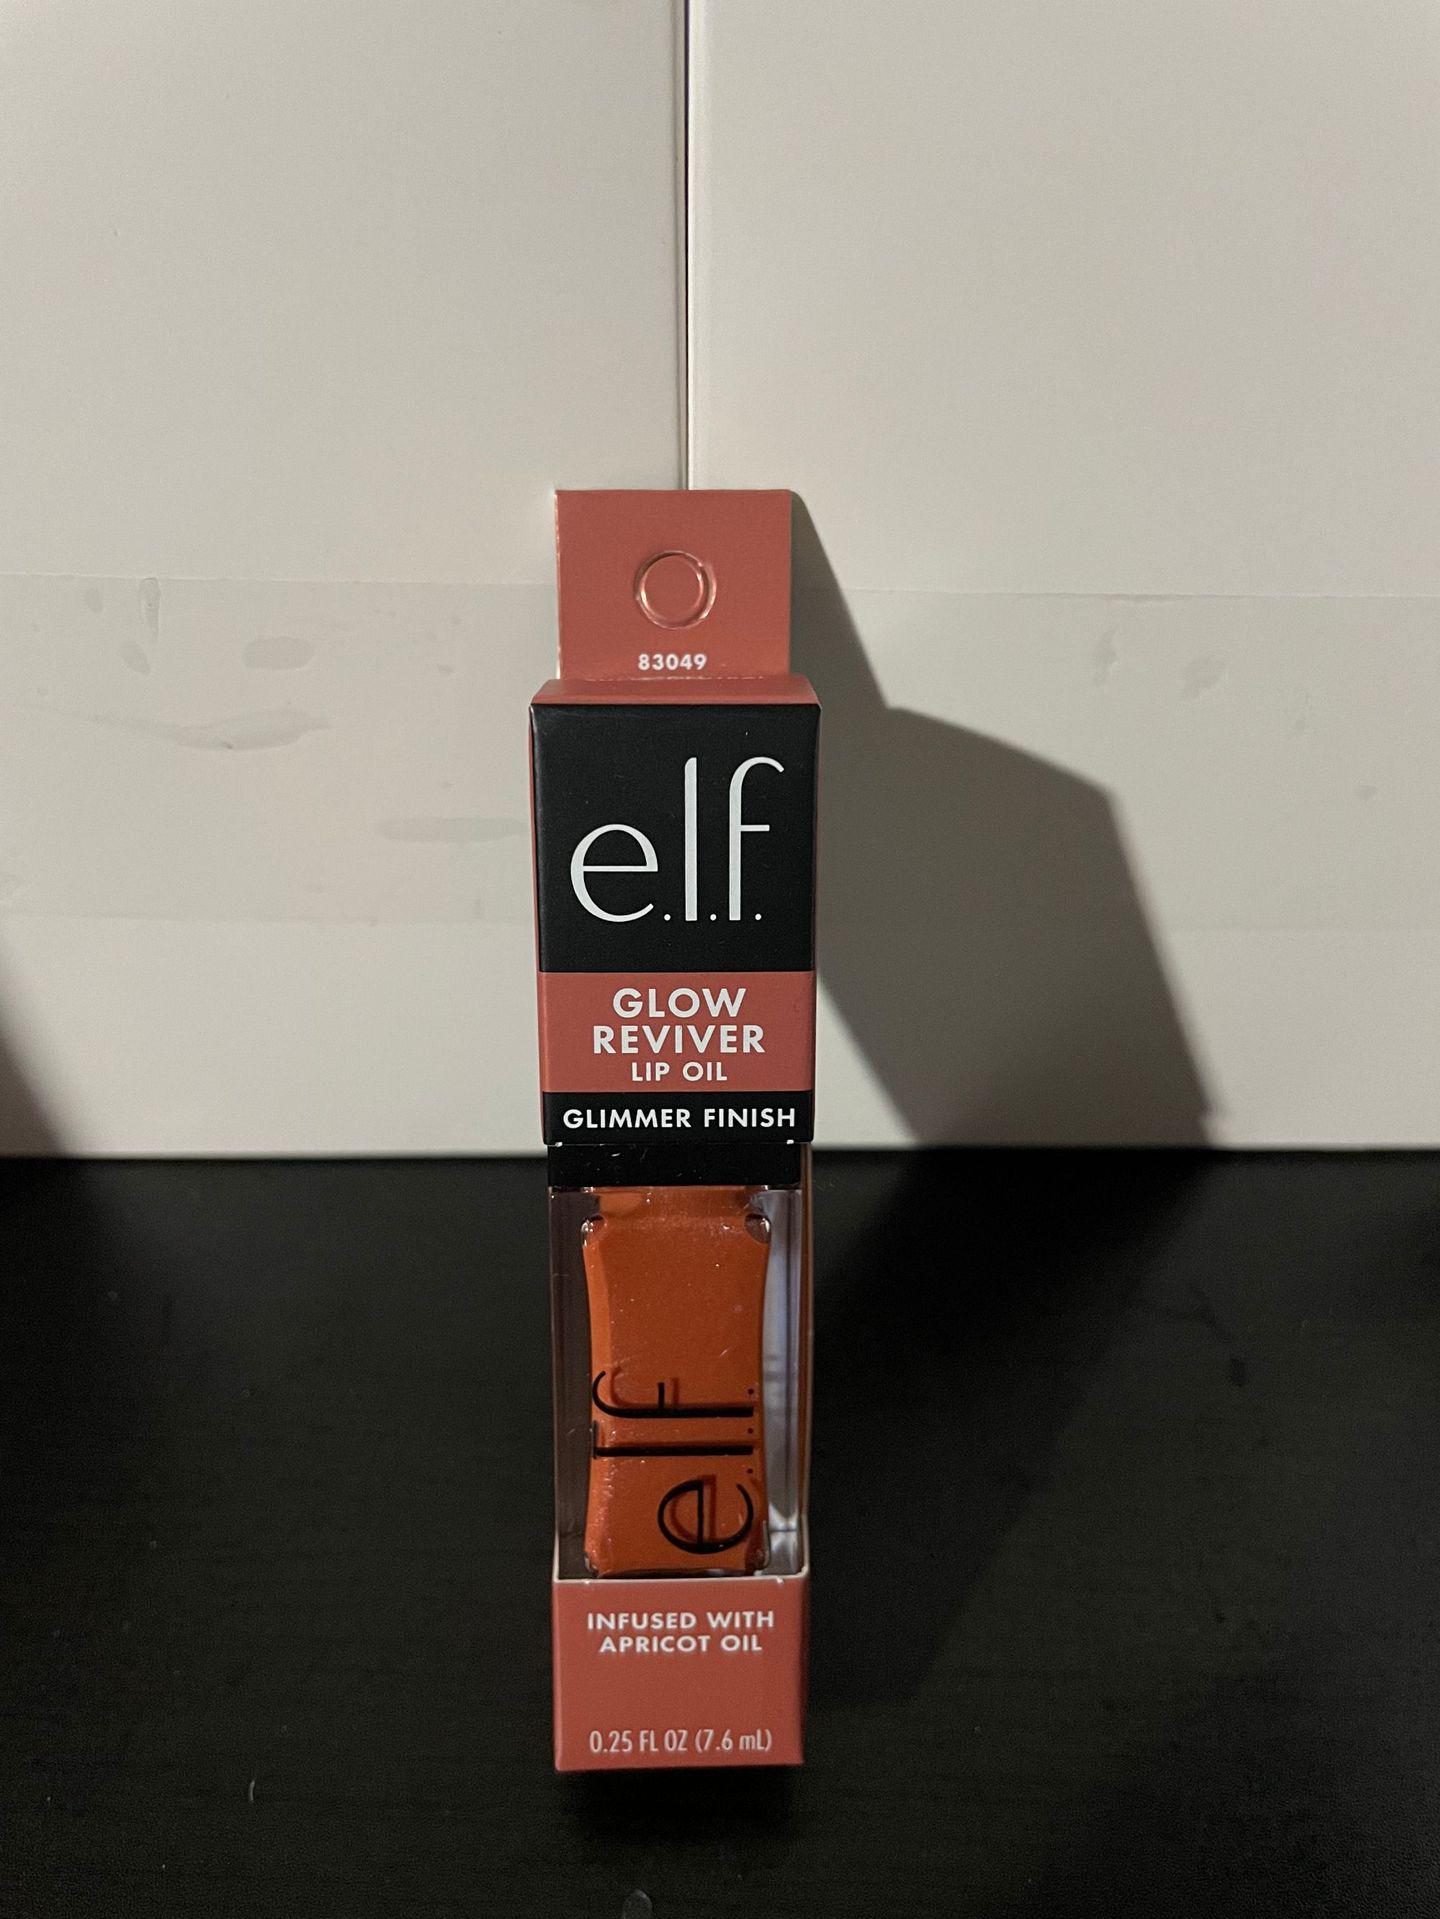 83049
e.l.f.
GLOW
REVIVER
LIP OIL
GLIMMER FINISH
e.l.f.
INFUSED WITH
APRICOT OIL
0.25 FL OZ (7.6 mL)